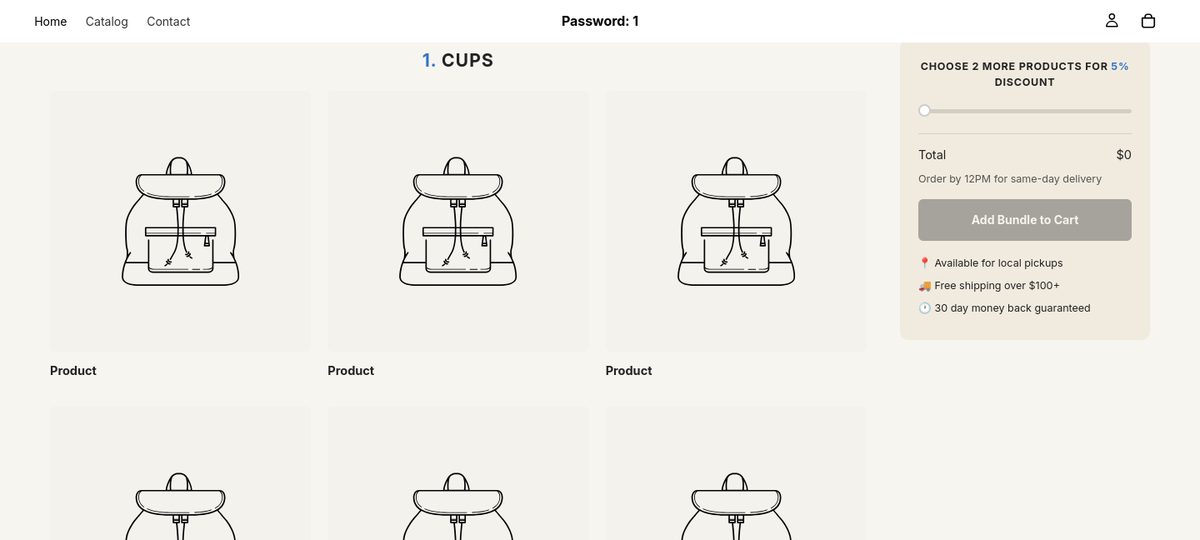 Home Catalog Contact Password: 1
1. CUPS
Product Product Product
CHOOSE 2 MORE PRODUCTS FOR 5%
DISCOUNT
Total $0
Order by 12PM for same-day delivery
Add Bundle to Cart
📍 Available for local pickups
🚚 Free shipping over $100+
🕐 30 day money back guaranteed